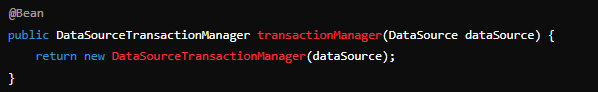 @Bean
public DataSourceTransactionManager transactionManager(DataSource dataSource) {
    return new DataSourceTransactionManager(dataSource);
}